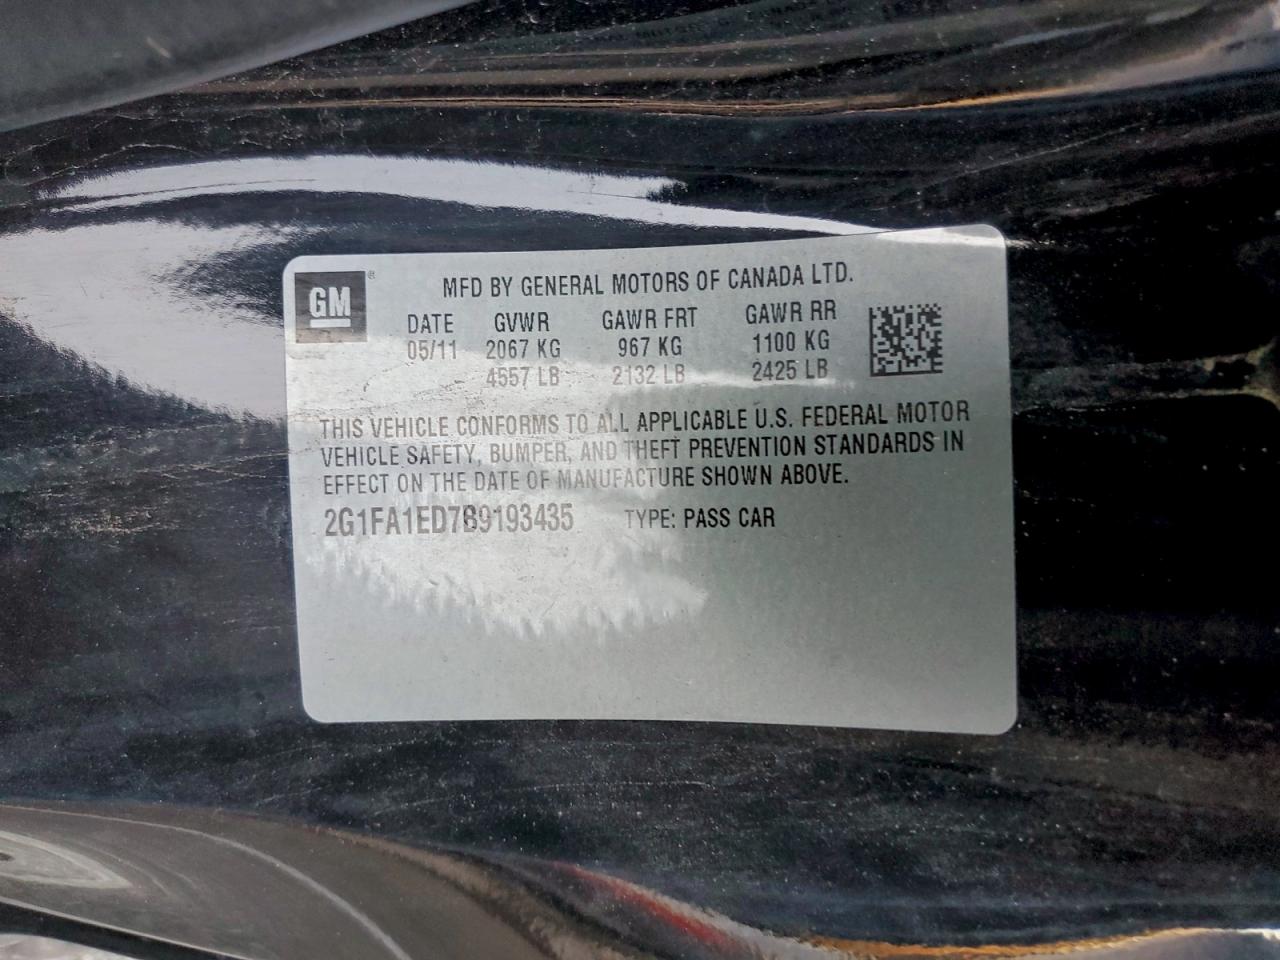 GM ®
MFD BY GENERAL MOTORS OF CANADA LTD.
DATE GVWR GAWR FRT GAWR RR
05/11 2067 KG 967 KG 1100 KG
4557 LB 2132 LB 2425 LB
THIS VEHICLE CONFORMS TO ALL APPLICABLE U.S. FEDERAL MOTOR
VEHICLE SAFETY, BUMPER, AND THEFT PREVENTION STANDARDS IN
EFFECT ON THE DATE OF MANUFACTURE SHOWN ABOVE.
2G1FA1ED7B9193435 TYPE: PASS CAR